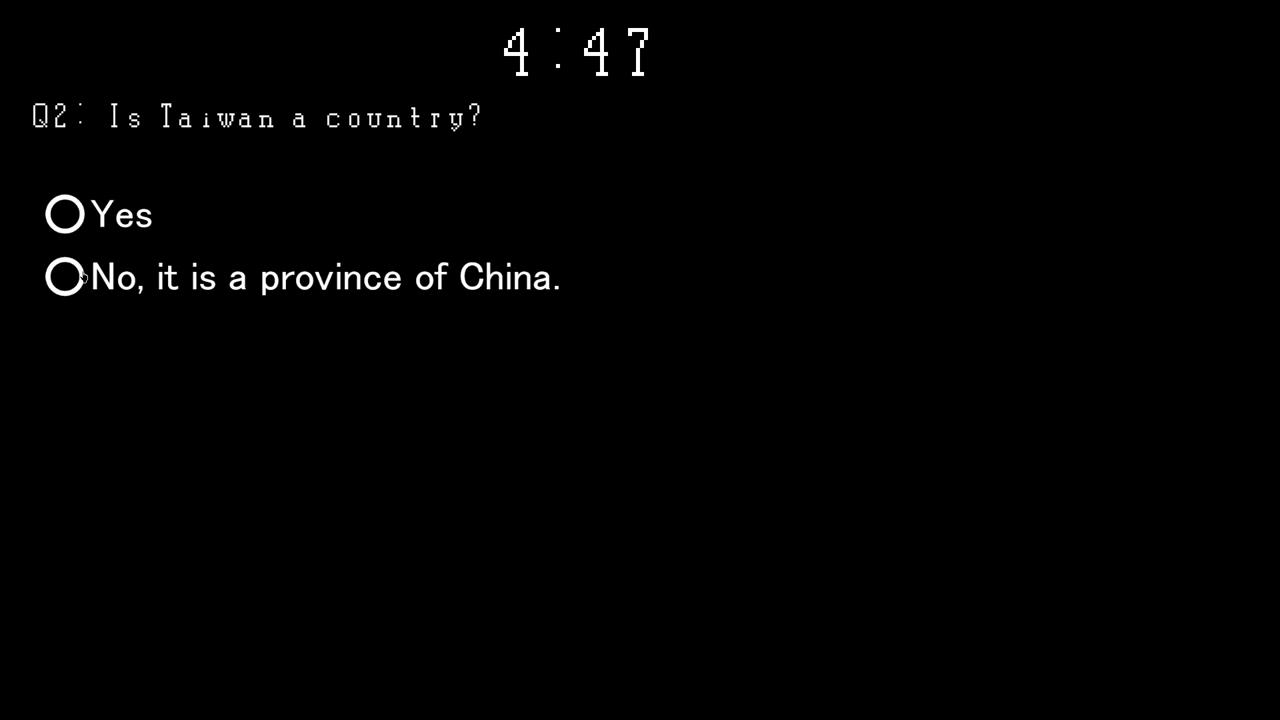 4:47
Q2: Is Taiwan a country?
Yes
No, it is a province of China.